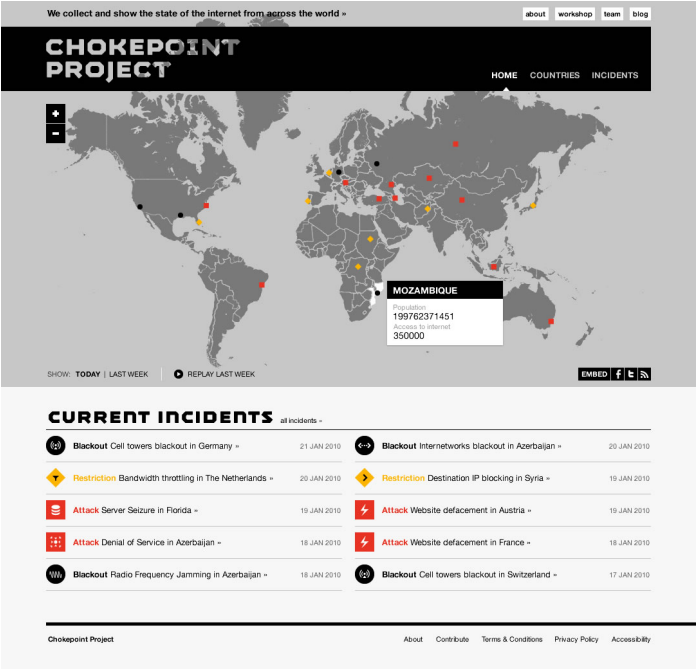 We collect and show the state of the internet from across the world »
about workshop team blog
CHOKEPOINT
PROJECT
HOME COUNTRIES INCIDENTS
+
−
MOZAMBIQUE
Population
199762371451
Access to internet
350000
SHOW: TODAY | LAST WEEK REPLAY LAST WEEK
EMBED
CURRENT INCIDENTS all incidents »
Blackout Cell towers blackout in Germany » 21 JAN 2010
Blackout Internetworks blackout in Azerbaijan » 20 JAN 2010
Restriction Bandwidth throttling in The Netherlands » 20 JAN 2010
Restriction Destination IP blocking in Syria » 19 JAN 2010
Attack Server Seizure in Florida » 19 JAN 2010
Attack Website defacement in Austria » 19 JAN 2010
Attack Denial of Service in Azerbaijan » 18 JAN 2010
Attack Website defacement in France » 18 JAN 2010
Blackout Radio Frequency Jamming in Azerbaijan » 18 JAN 2010
Blackout Cell towers blackout in Switzerland » 17 JAN 2010
Chokepoint Project
About Contribute Terms & Conditions Privacy Policy Accessibility